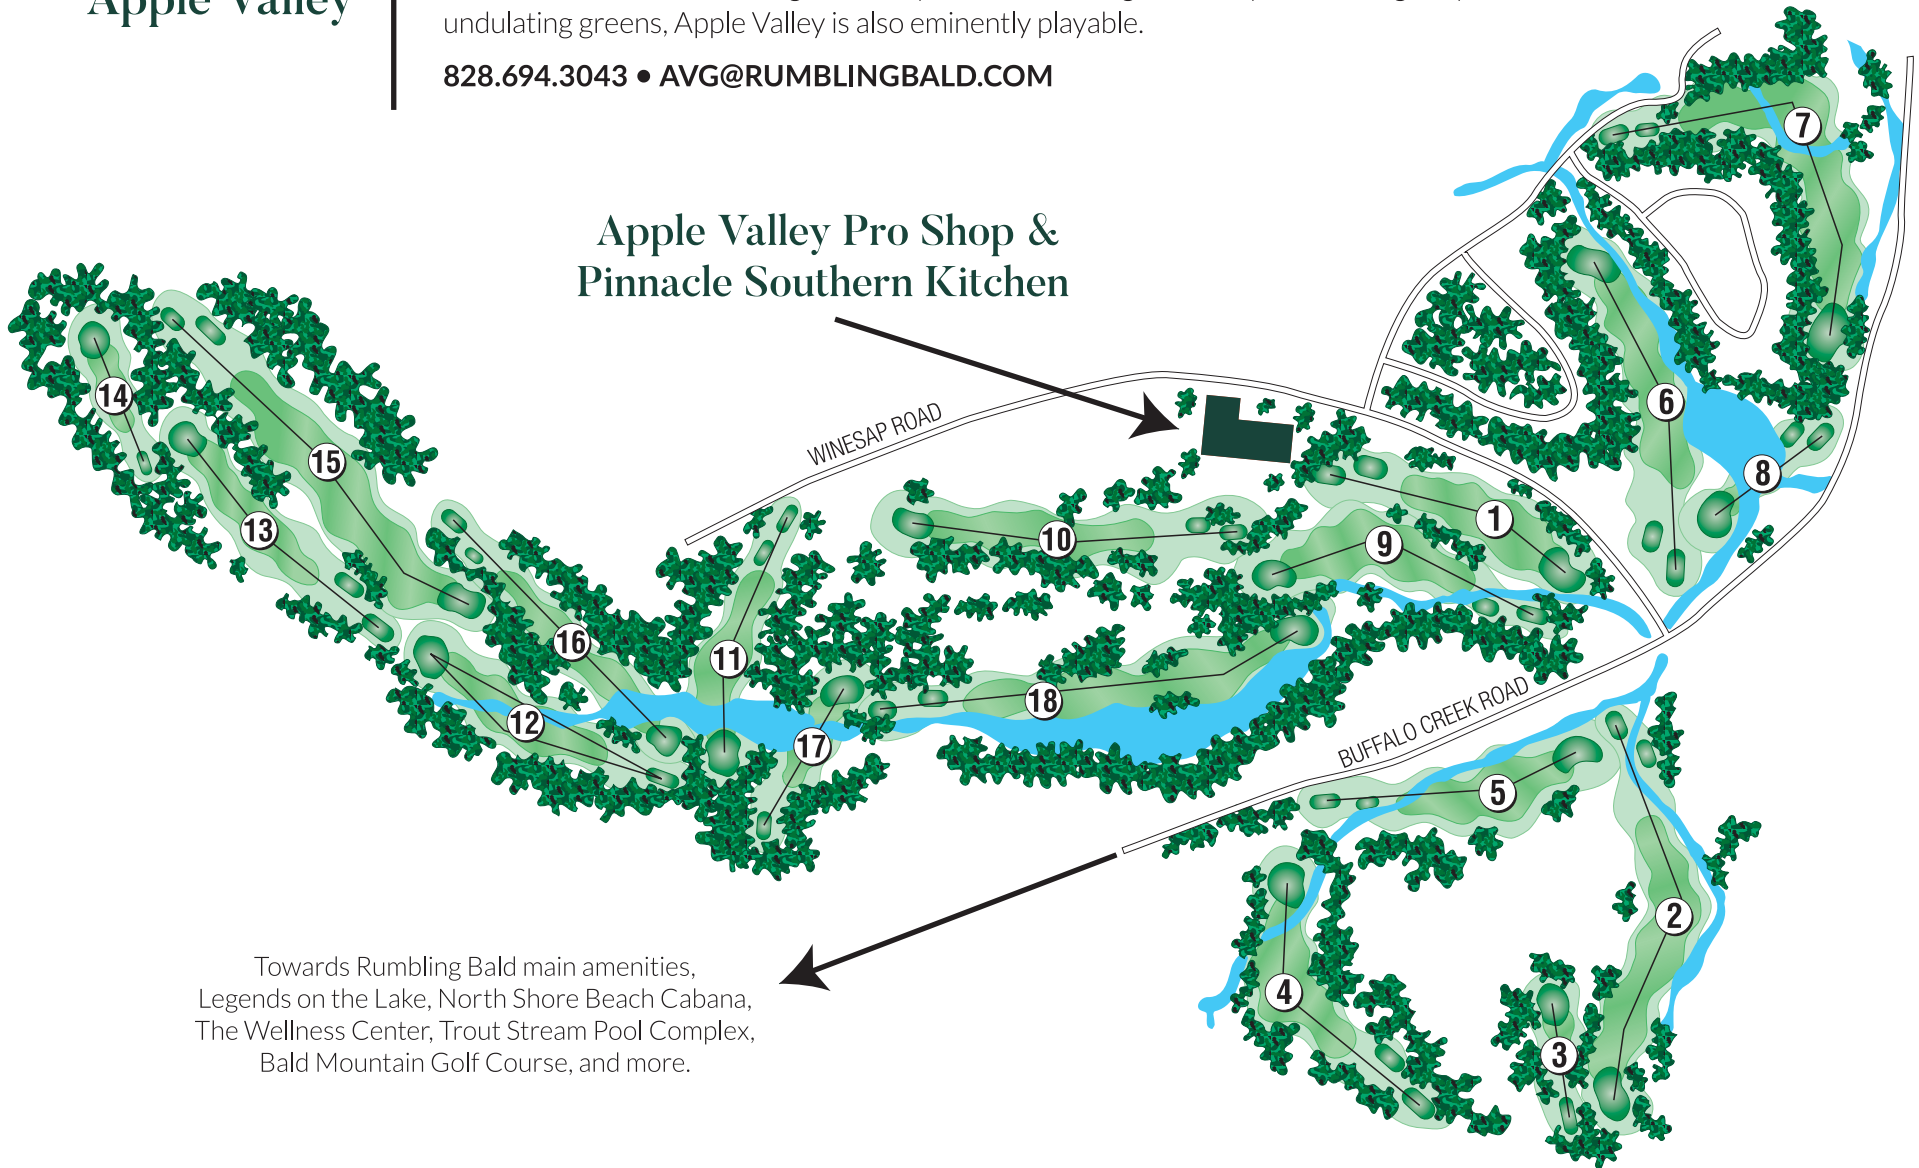 Apple Valley
undulating greens, Apple Valley is also eminently playable.
828.694.3043 • AVG@RUMBLINGBALD.COM
Apple Valley Pro Shop &
Pinnacle Southern Kitchen
WINESAP ROAD
BUFFALO CREEK ROAD
7
14
6
15
8
13
10
1
9
16
11
18
12
17
5
2
4
3
Towards Rumbling Bald main amenities,
Legends on the Lake, North Shore Beach Cabana,
The Wellness Center, Trout Stream Pool Complex,
Bald Mountain Golf Course, and more.